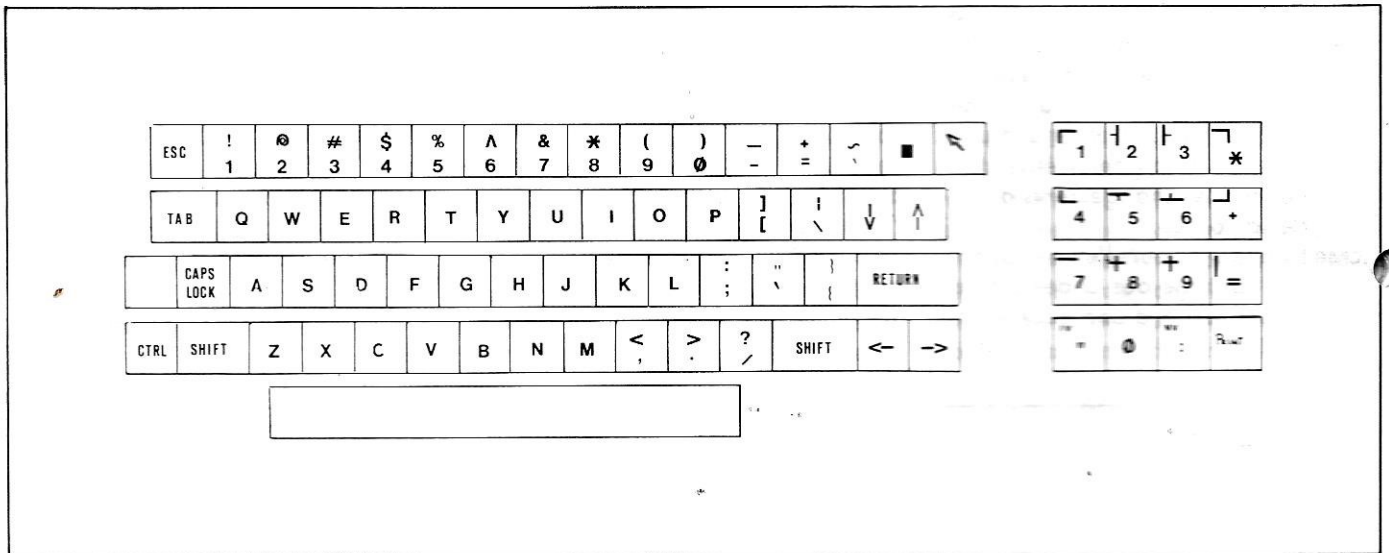 ESC ! @ # $ % ∧ & * ( ) — + ~ ■ ↖
1 2 3 4 5 6 7 8 9 Ø - = `
┌ 1 ┤ 2 ├ 3 ┐ *
TAB Q W E R T Y U I O P ] [ ¦ \ ↓ ↑
└ 4 ┬ 5 ┴ 6 ┘ +
CAPS LOCK A S D F G H J K L : ; " ` } { RETURN
─ 7 ┼ 8 + 9 | =
CTRL SHIFT Z X C V B N M < , > . ? / SHIFT <- ->
Ø